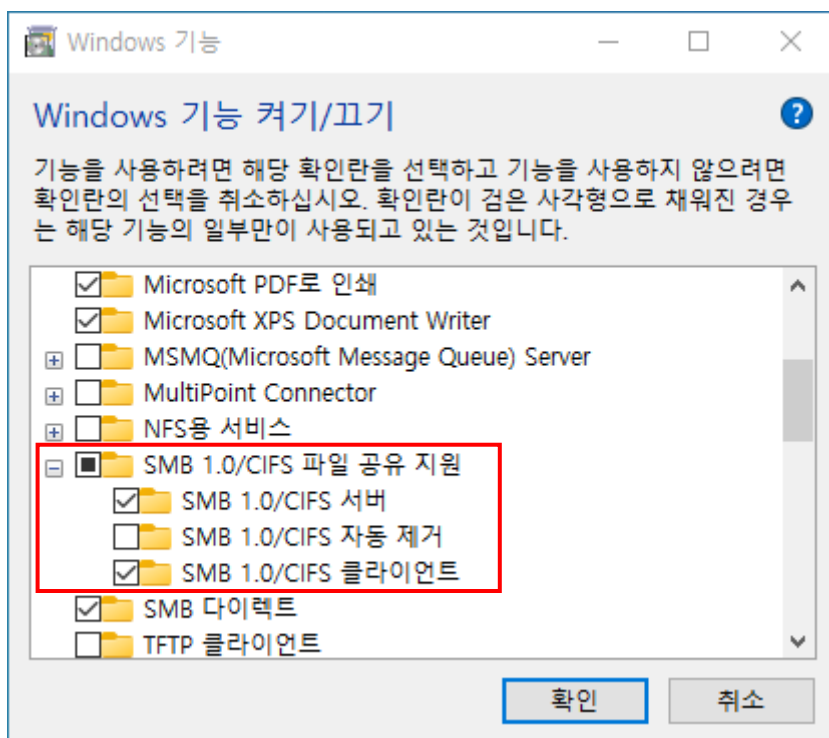 Windows 기능
Windows 기능 켜기/끄기
기능을 사용하려면 해당 확인란을 선택하고 기능을 사용하지 않으려면
확인란의 선택을 취소하십시오. 확인란이 검은 사각형으로 채워진 경우
는 해당 기능의 일부만이 사용되고 있는 것입니다.
Microsoft PDF로 인쇄
Microsoft XPS Document Writer
MSMQ(Microsoft Message Queue) Server
MultiPoint Connector
NFS용 서비스
SMB 1.0/CIFS 파일 공유 지원
SMB 1.0/CIFS 서버
SMB 1.0/CIFS 자동 제거
SMB 1.0/CIFS 클라이언트
SMB 다이렉트
TFTP 클라이언트
확인
취소